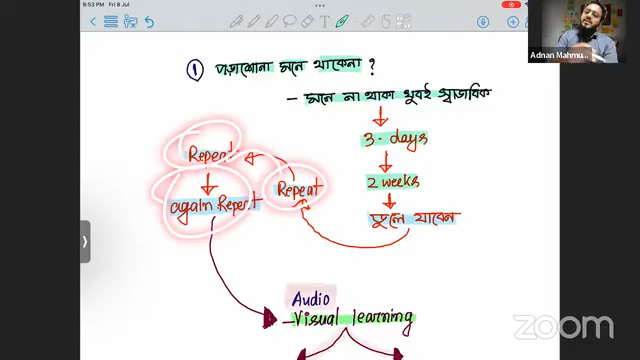 9:53 PM Fri 8 Jul
① পড়াশোনা মনে থাকেনা ?
Adnan Mahmu...
– মনে না থাকা খুবই স্বাভাবিক
3- days
Repeat
2 weeks
Repeat
again Repeat
ভুলে যাবেন
Audio
– Visual learning
zoom